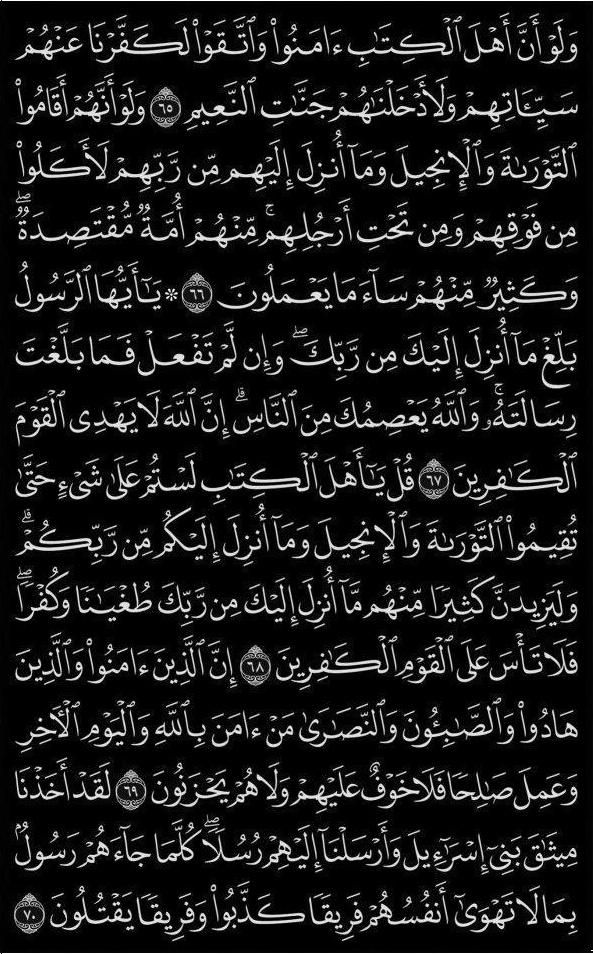 وَلَوۡ أَنَّ أَهۡلَ ٱلۡكِتَٰبِ ءَامَنُواْ وَٱتَّقَوۡاْ لَكَفَّرۡنَا عَنۡهُمۡ
سَيِّـَٔاتِهِمۡ وَلَأَدۡخَلۡنَٰهُمۡ جَنَّٰتِ ٱلنَّعِيمِ ٦٥ وَلَوۡ أَنَّهُمۡ أَقَامُواْ
ٱلتَّوۡرَىٰةَ وَٱلۡإِنجِيلَ وَمَآ أُنزِلَ إِلَيۡهِم مِّن رَّبِّهِمۡ لَأَكَلُواْ
مِن فَوۡقِهِمۡ وَمِن تَحۡتِ أَرۡجُلِهِمۚ مِّنۡهُمۡ أُمَّةٞ مُّقۡتَصِدَةٞۖ
وَكَثِيرٞ مِّنۡهُمۡ سَآءَ مَا يَعۡمَلُونَ ٦٦ ۞ يَٰٓأَيُّهَا ٱلرَّسُولُ
بَلِّغۡ مَآ أُنزِلَ إِلَيۡكَ مِن رَّبِّكَۖ وَإِن لَّمۡ تَفۡعَلۡ فَمَا بَلَّغۡتَ
رِسَالَتَهُۥۚ وَٱللَّهُ يَعۡصِمُكَ مِنَ ٱلنَّاسِۗ إِنَّ ٱللَّهَ لَا يَهۡدِي ٱلۡقَوۡمَ
ٱلۡكَٰفِرِينَ ٦٧ قُلۡ يَٰٓأَهۡلَ ٱلۡكِتَٰبِ لَسۡتُمۡ عَلَىٰ شَيۡءٍ حَتَّىٰ
تُقِيمُواْ ٱلتَّوۡرَىٰةَ وَٱلۡإِنجِيلَ وَمَآ أُنزِلَ إِلَيۡكُم مِّن رَّبِّكُمۡۗ
وَلَيَزِيدَنَّ كَثِيرٗا مِّنۡهُم مَّآ أُنزِلَ إِلَيۡكَ مِن رَّبِّكَ طُغۡيَٰنٗا وَكُفۡرٗاۖ
فَلَا تَأۡسَ عَلَى ٱلۡقَوۡمِ ٱلۡكَٰفِرِينَ ٦٨ إِنَّ ٱلَّذِينَ ءَامَنُواْ وَٱلَّذِينَ
هَادُواْ وَٱلصَّٰبِـُٔونَ وَٱلنَّصَٰرَىٰ مَنۡ ءَامَنَ بِٱللَّهِ وَٱلۡيَوۡمِ ٱلۡأٓخِرِ
وَعَمِلَ صَٰلِحٗا فَلَا خَوۡفٌ عَلَيۡهِمۡ وَلَا هُمۡ يَحۡزَنُونَ ٦٩ لَقَدۡ أَخَذۡنَا
مِيثَٰقَ بَنِيٓ إِسۡرَٰٓءِيلَ وَأَرۡسَلۡنَآ إِلَيۡهِمۡ رُسُلٗاۖ كُلَّمَا جَآءَهُمۡ رَسُولُۢ
بِمَا لَا تَهۡوَىٰٓ أَنفُسُهُمۡ فَرِيقٗا كَذَّبُواْ وَفَرِيقٗا يَقۡتُلُونَ ٧٠